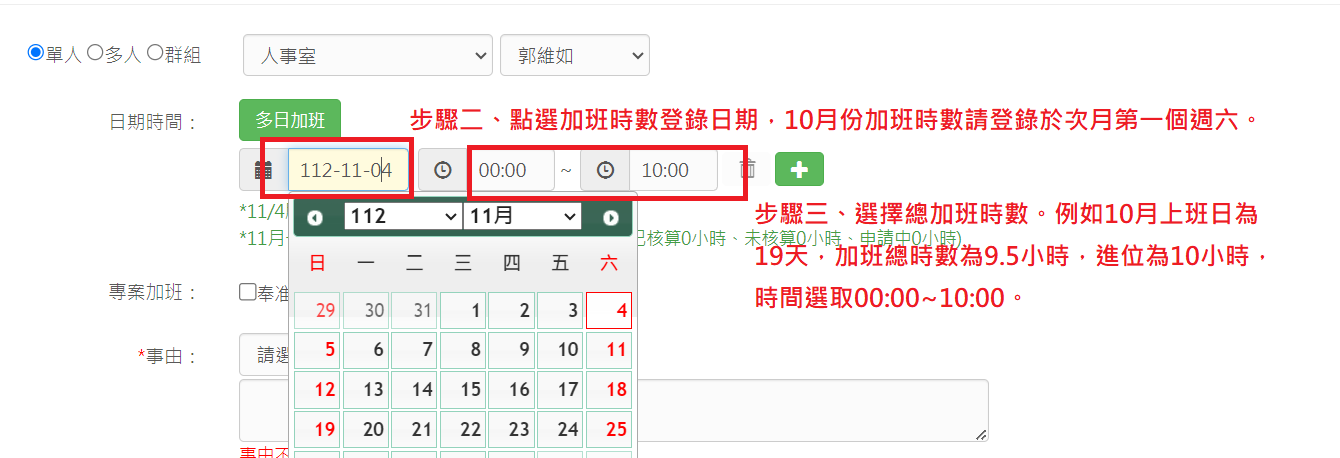 單人 多人 群組 人事室 郭維如
日期時間： 多日加班 步驟二、點選加班時數登錄日期，10月份加班時數請登錄於次月第一個週六。
112-11-04 00:00 ~ 10:00
*11/4
112 11月
*11月 核算0小時、未核算0小時、申請中0小時)
步驟三、選擇總加班時數。例如10月上班日為
19天，加班總時數為9.5小時，進位為10小時，
時間選取00:00~10:00。
日 一 二 三 四 五 六
專案加班： 奉准
29 30 31 1 2 3 4
*事由： 請選
5 6 7 8 9 10 11
12 13 14 15 16 17 18
19 20 21 22 23 24 25
事由不